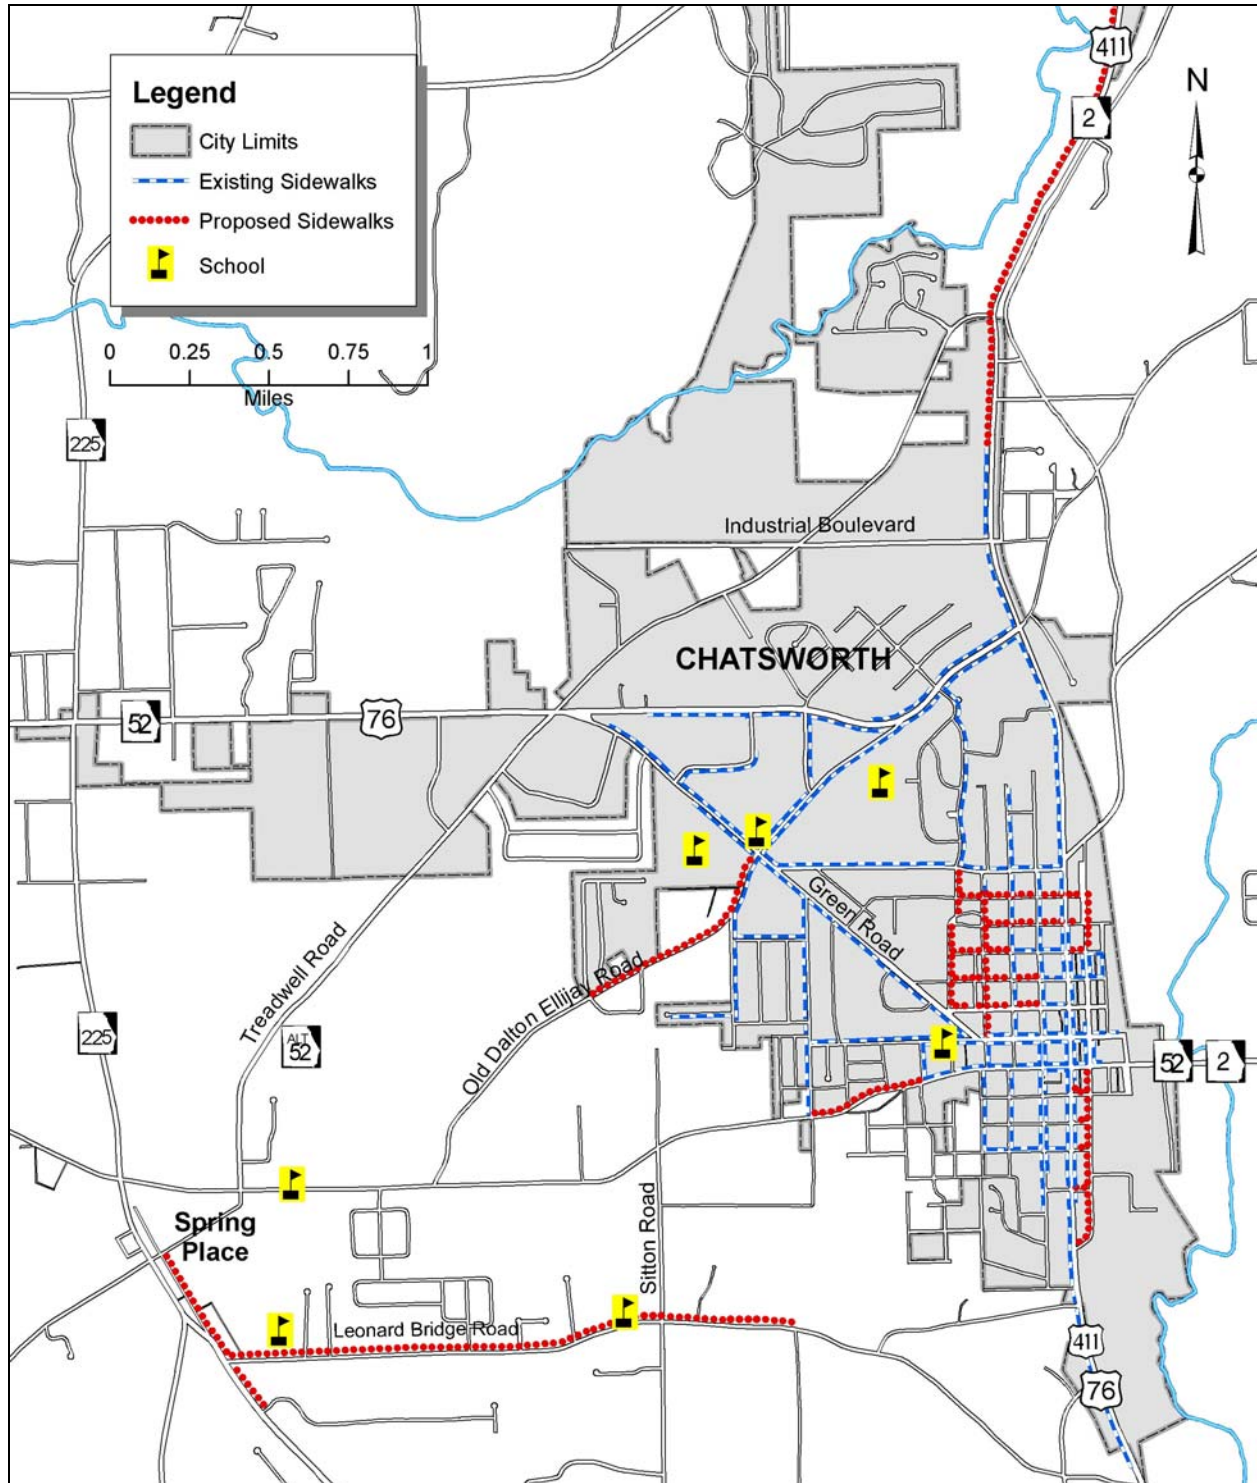 411
2
N
Legend
City Limits
Existing Sidewalks
Proposed Sidewalks
School
0 0.25 0.5 0.75 1
Miles
225
Industrial Boulevard
CHATSWORTH
52
76
Green Road
Treadwell Road
Old Dalton Ellijay Road
225
ALT
52
52
2
Spring
Place
Sitton Road
Leonard Bridge Road
411
76